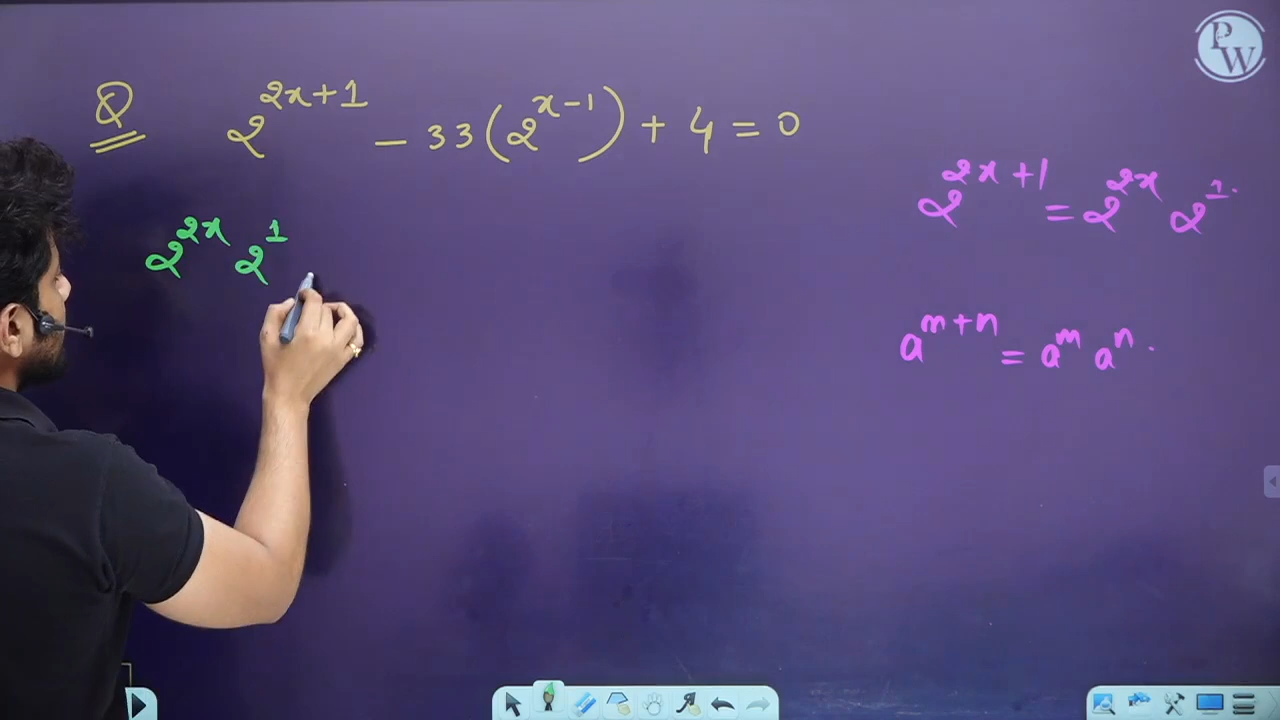 Q 2^{2x+1} - 33(2^{x-1}) + 4 = 0
2^{2x} 2^{1}
2^{2x+1} = 2^{2x} 2^{1}.
a^{m+n} = a^{m} a^{n}.
PW